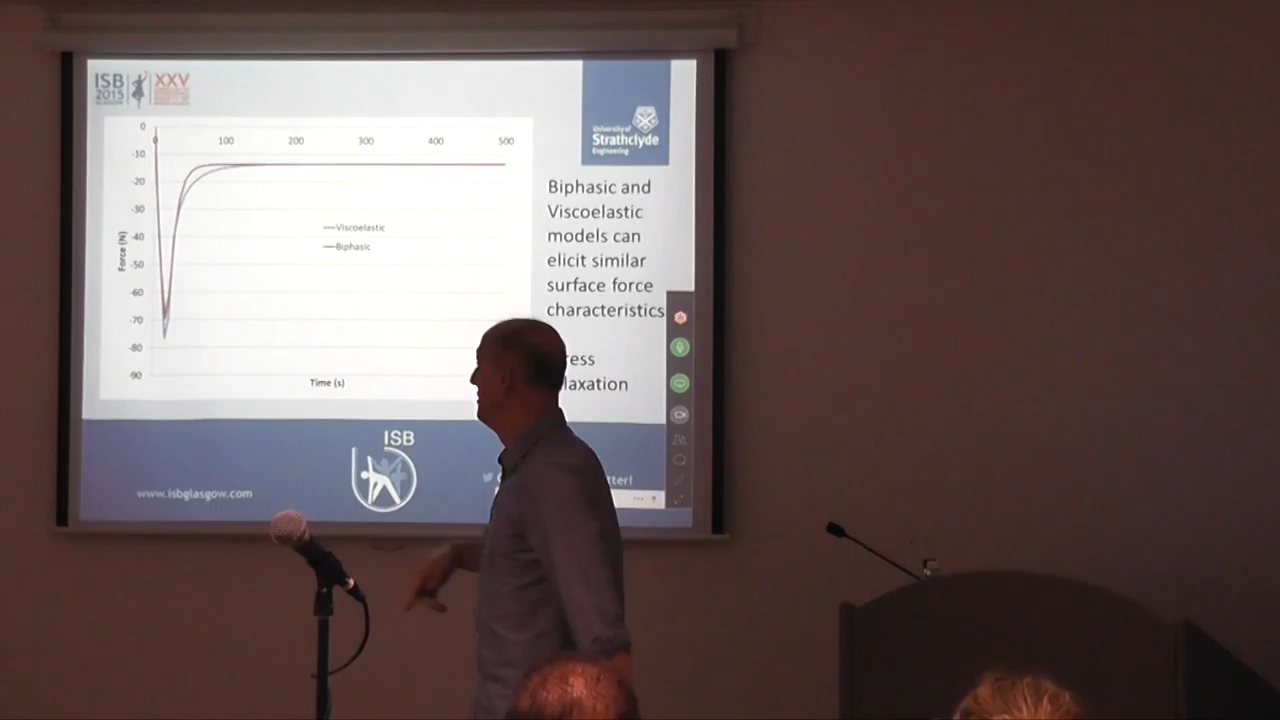 ISB
2015
XXV
University of
Strathclyde
Engineering
0
0 100 200 300 400 500
-10
-20
-30
-40
-50
-60
-70
-80
-90
Force (N)
Viscoelastic
Biphasic
Time (s)
Biphasic and
Viscoelastic
models can
elicit similar
surface force
characteristics
ress
laxation
ISB
www.isbglasgow.com
tter!